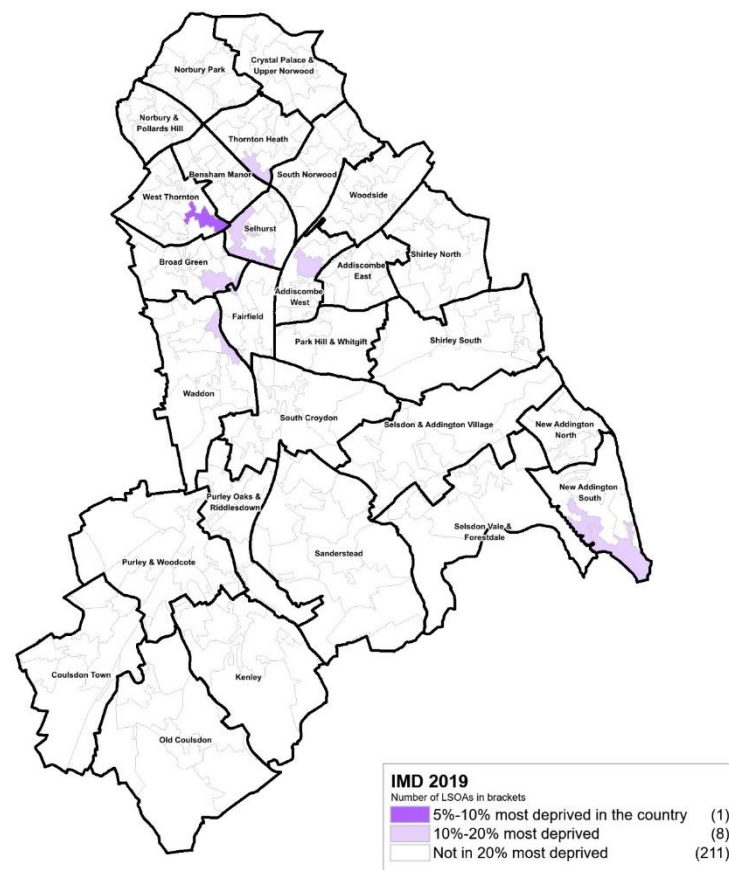 Norbury Park
Crystal Palace &
Upper Norwood
Norbury &
Pollards Hill
Thornton Heath
Bensham Manor
South Norwood
West Thornton
Woodside
Selhurst
Broad Green
Addiscombe
East
Shirley North
Addiscombe
West
Fairfield
Park Hill & Whitgift
Shirley South
Waddon
South Croydon
Selsdon & Addington Village
New Addington
North
New Addington
South
Purley Oaks &
Riddlesdown
Selsdon Vale &
Forestdale
Sanderstead
Purley & Woodcote
Coulsdon Town
Kenley
Old Coulsdon
IMD 2019
Number of LSOAs in brackets
5%-10% most deprived in the country (1)
10%-20% most deprived (8)
Not in 20% most deprived (211)